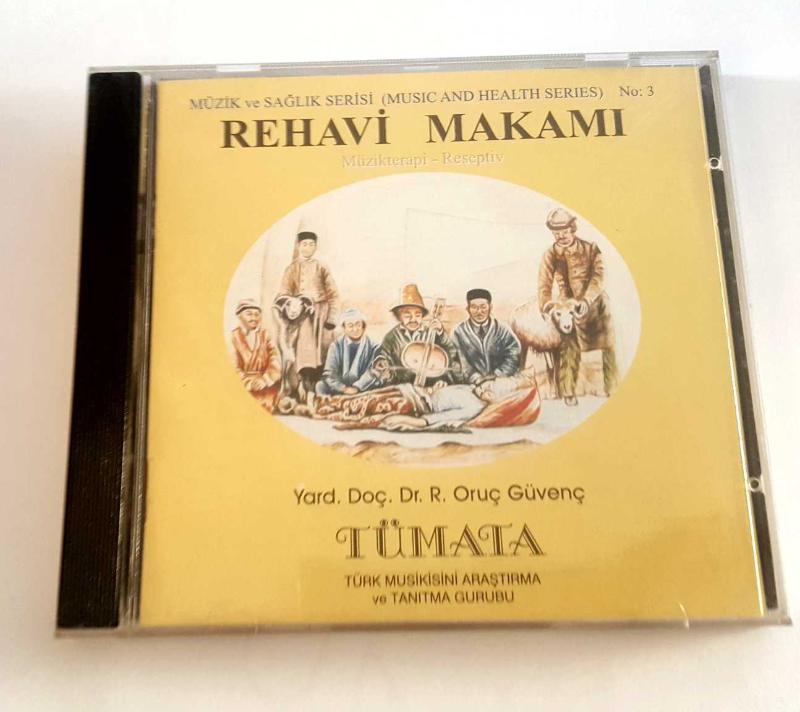 MÜZİK ve SAĞLIK SERİSİ (MUSIC AND HEALTH SERIES) No: 3
REHAVİ MAKAMI
Müzikterapi - Reseptiv
Yard. Doç. Dr. R. Oruç Güvenç
TÜMATA
TÜRK MUSİKİSİNİ ARAŞTIRMA
ve TANITMA GURUBU